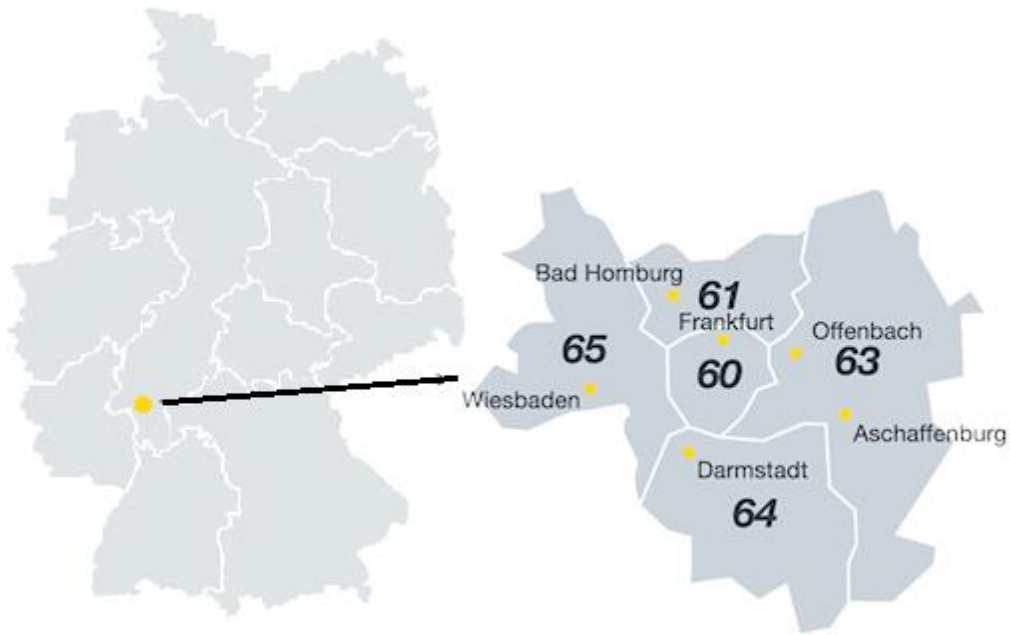 Bad Homburg
61
Frankfurt
Offenbach
65
63
60
Wiesbaden
Aschaffenburg
Darmstadt
64